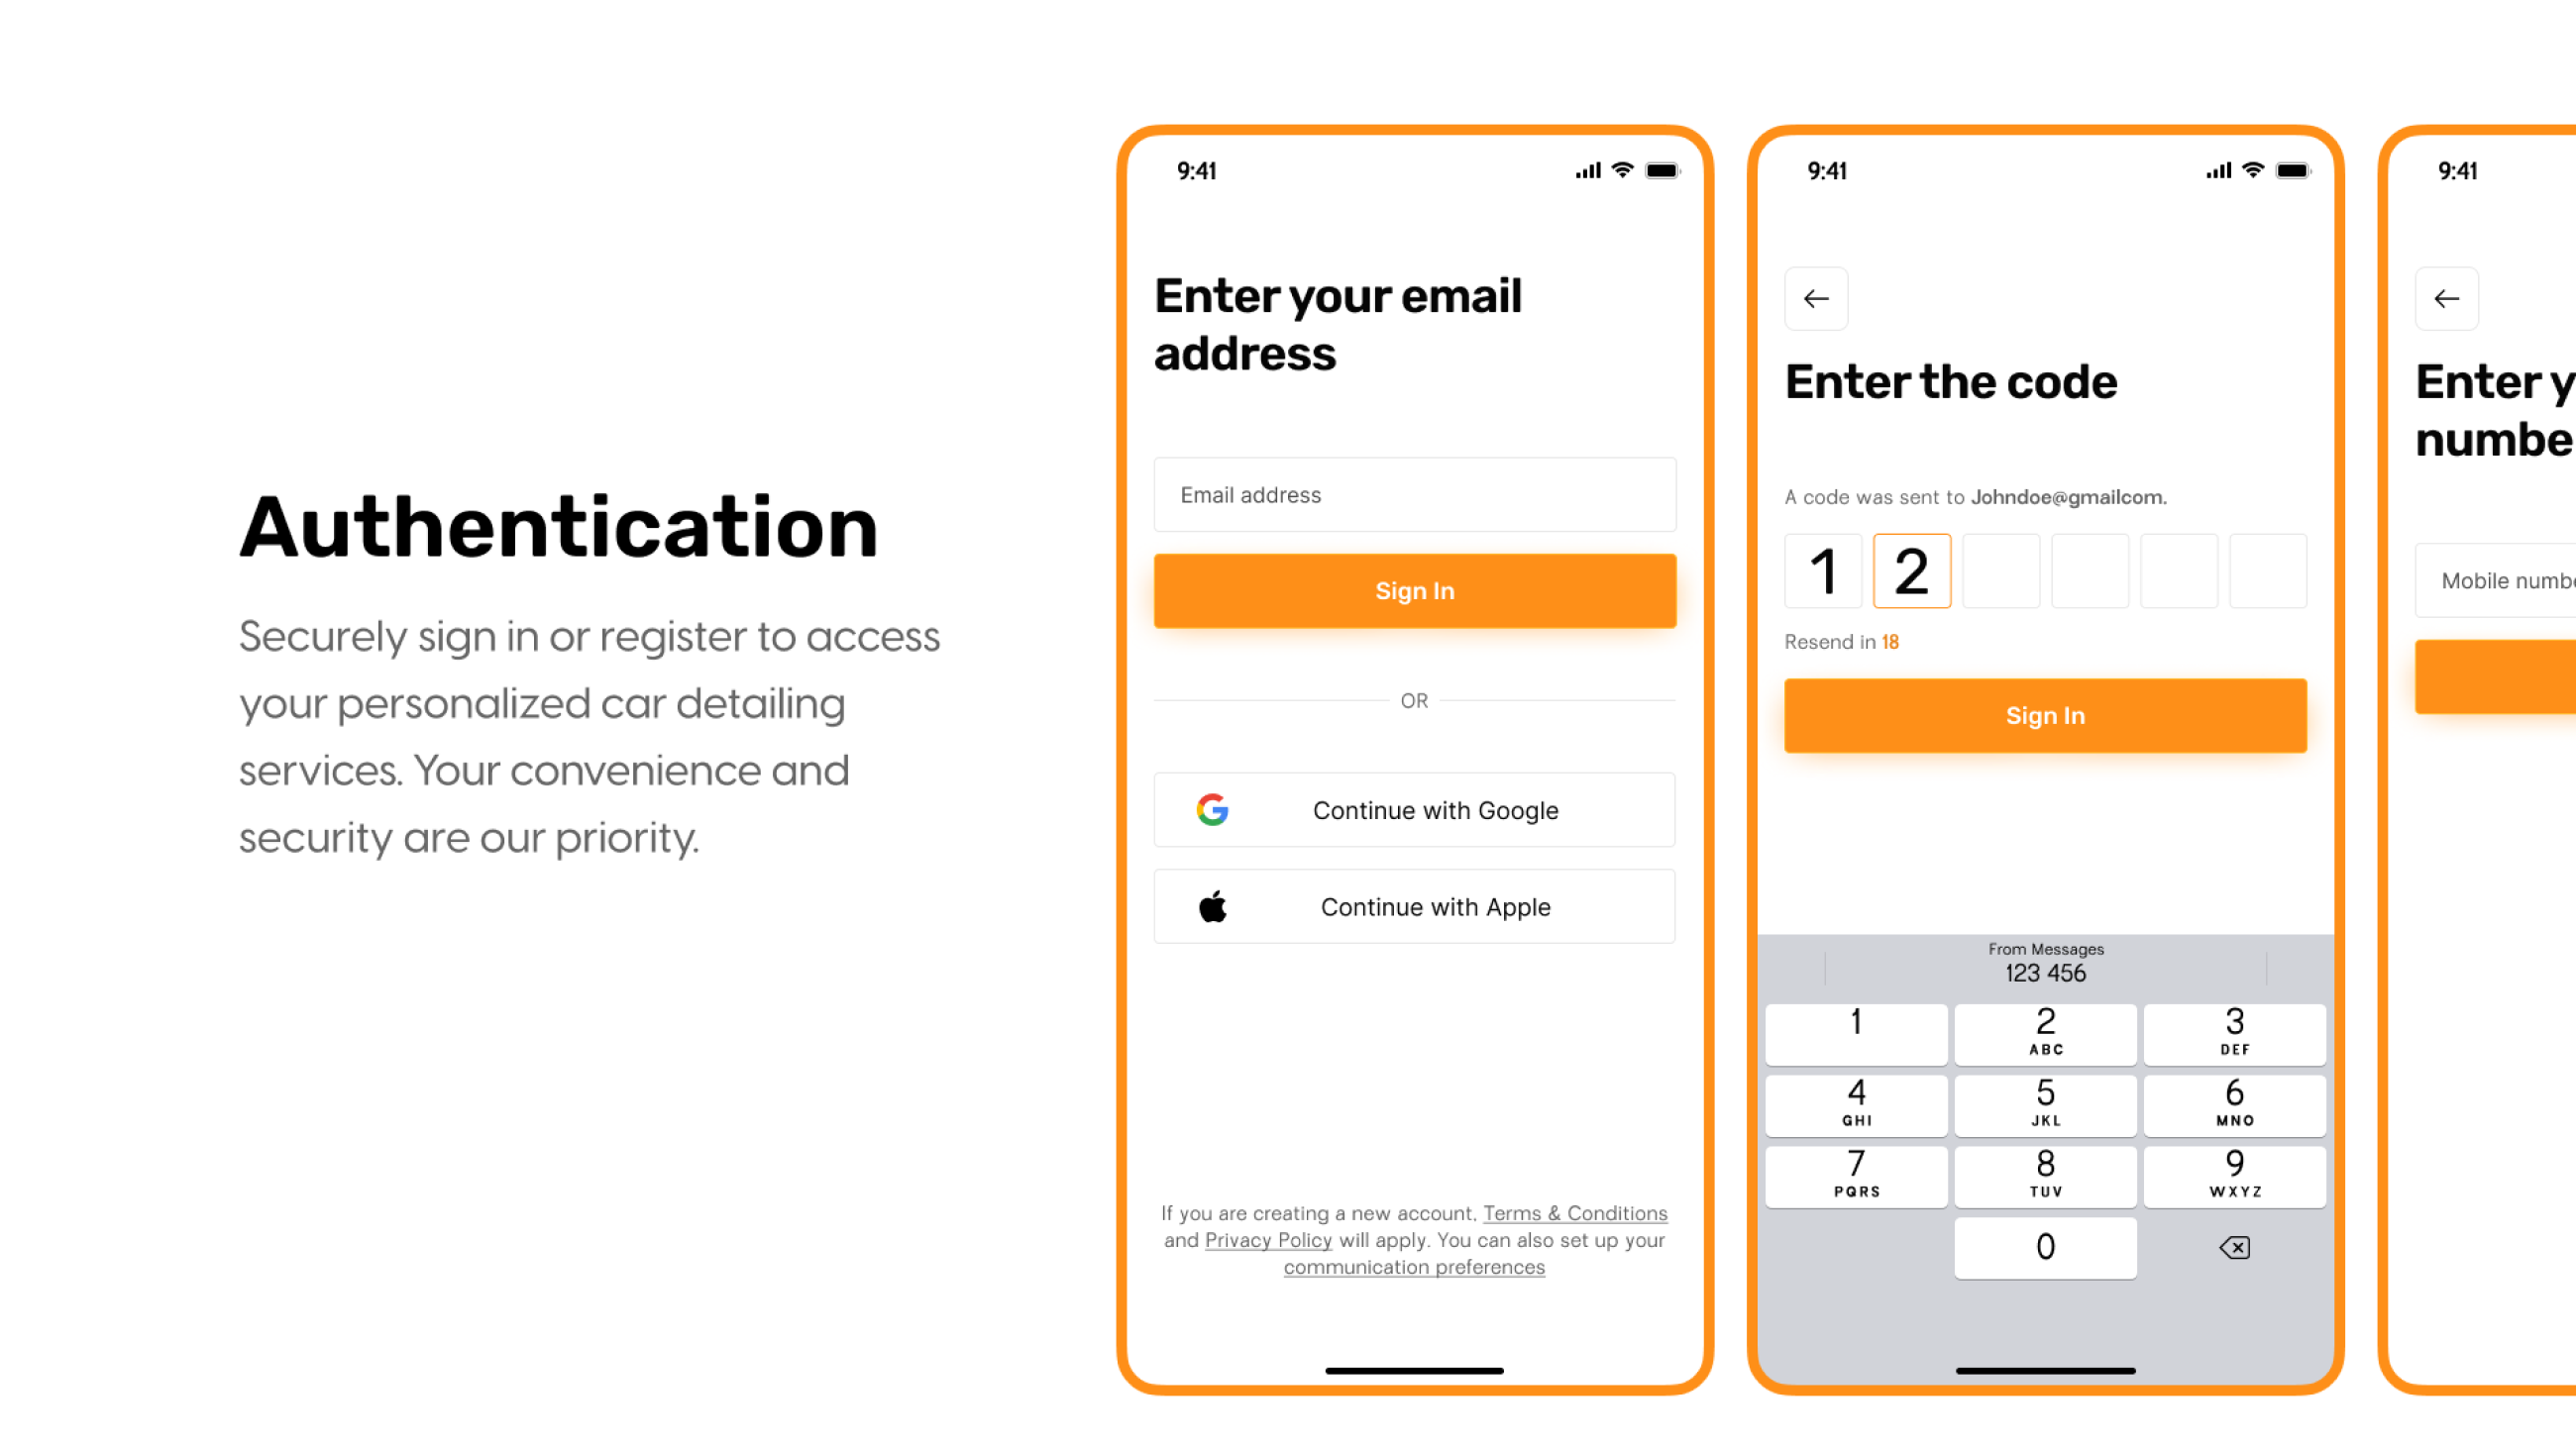 Authentication
Securely sign in or register to access
your personalized car detailing
services. Your convenience and
security are our priority.
9:41
Enter your email
address
Email address
Sign In
OR
Continue with Google
Continue with Apple
If you are creating a new account, Terms & Conditions
and Privacy Policy will apply. You can also set up your
communication preferences
9:41
Enter the code
A code was sent to Johndoe@gmailcom.
1 2
Resend in 18
Sign In
From Messages
123 456
1 2 3
ABC DEF
4 5 6
GHI JKL MNO
7 8 9
PQRS TUV WXYZ
0
9:41
Enter y
numbe
Mobile numb